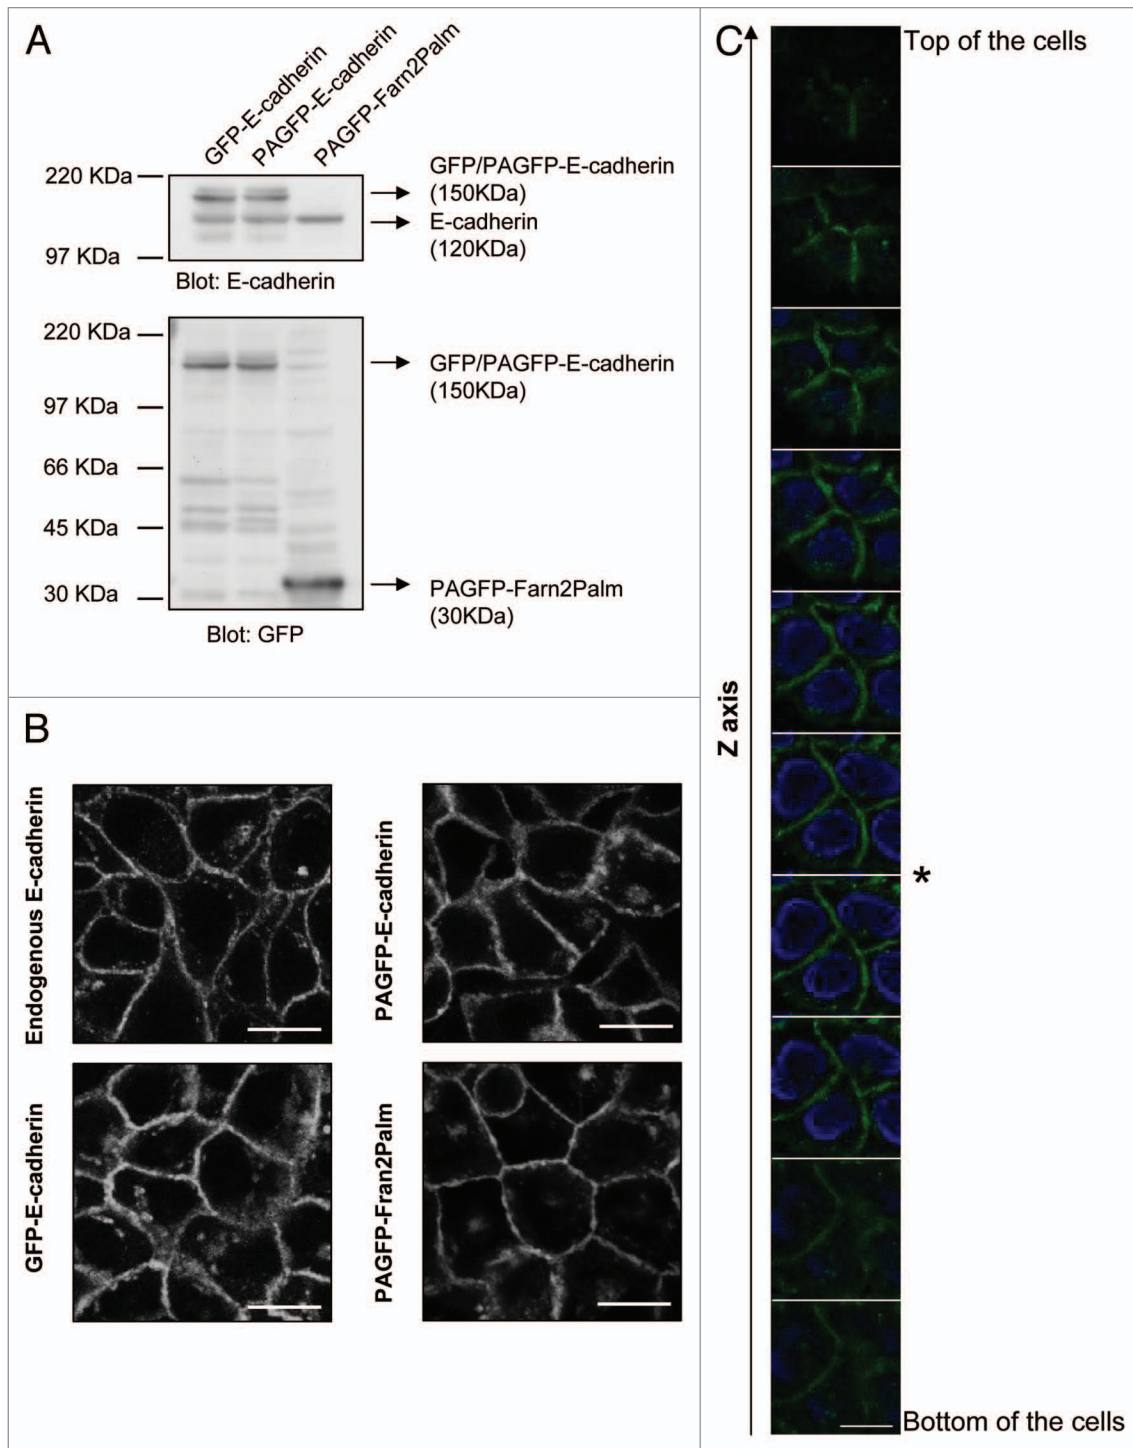 A
GFP-E-cadherin
PAGFP-E-cadherin
PAGFP-Farn2Palm
220 KDa
97 KDa
GFP/PAGFP-E-cadherin
(150KDa)
E-cadherin
(120KDa)
Blot: E-cadherin
220 KDa
97 KDa
66 KDa
45 KDa
30 KDa
GFP/PAGFP-E-cadherin
(150KDa)
PAGFP-Farn2Palm
(30KDa)
Blot: GFP
B
Endogenous E-cadherin
PAGFP-E-cadherin
GFP-E-cadherin
PAGFP-Fran2Palm
C
Top of the cells
Z axis
*
Bottom of the cells